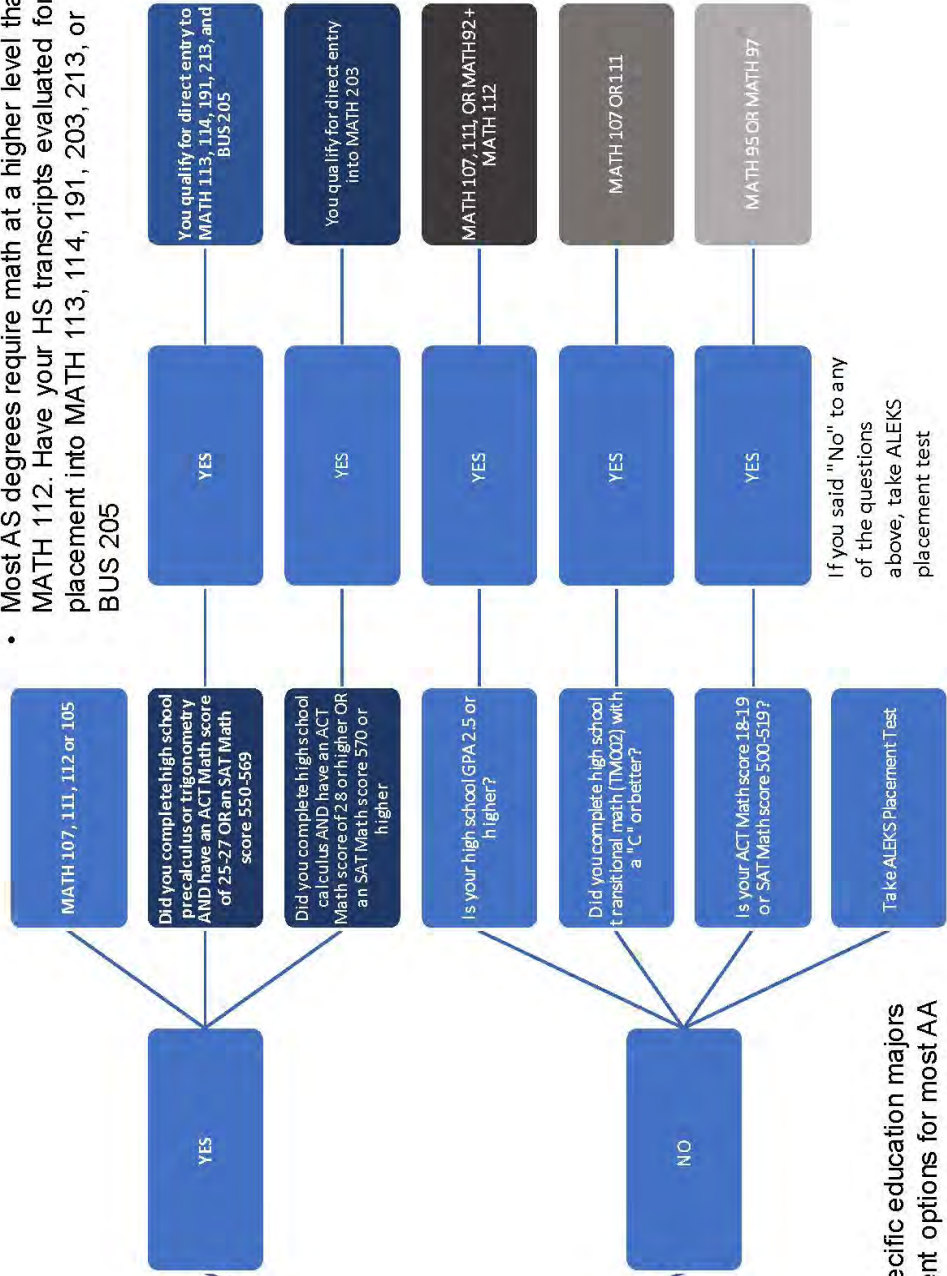 • Most AS degrees require math at a higher level tha
MATH 112. Have your HS transcripts evaluated for
placement into MATH 113, 114, 191, 203, 213, or
BUS 205
YES
MATH 107, 111, 112 or 105
Did you complete high school
precalculus or trigonometry
AND have an ACT Math score
of 25-27 OR an SAT Math
score 550-569
YES
You qualify for direct entry to
MATH 113, 114, 191, 213, and
BUS 205
Did you complete high school
calculus AND have an ACT
Math score of 28 or higher OR
an SAT Math score 570 or
higher
YES
You qualify for direct entry
into MATH 203
NO
Is your high school GPA 2.5 or
higher?
YES
MATH 107, 111, OR MATH 92 +
MATH 112
Did you complete high school
transitional math (TM002) with
a "C" or better?
YES
MATH 107 OR 111
Is your ACT Math score 18-19
or SAT Math score 500-519?
YES
MATH 95 OR MATH 97
Take ALEKS Placement Test
If you said "No" to any
of the questions
above, take ALEKS
placement test
ecific education majors
ent options for most AA